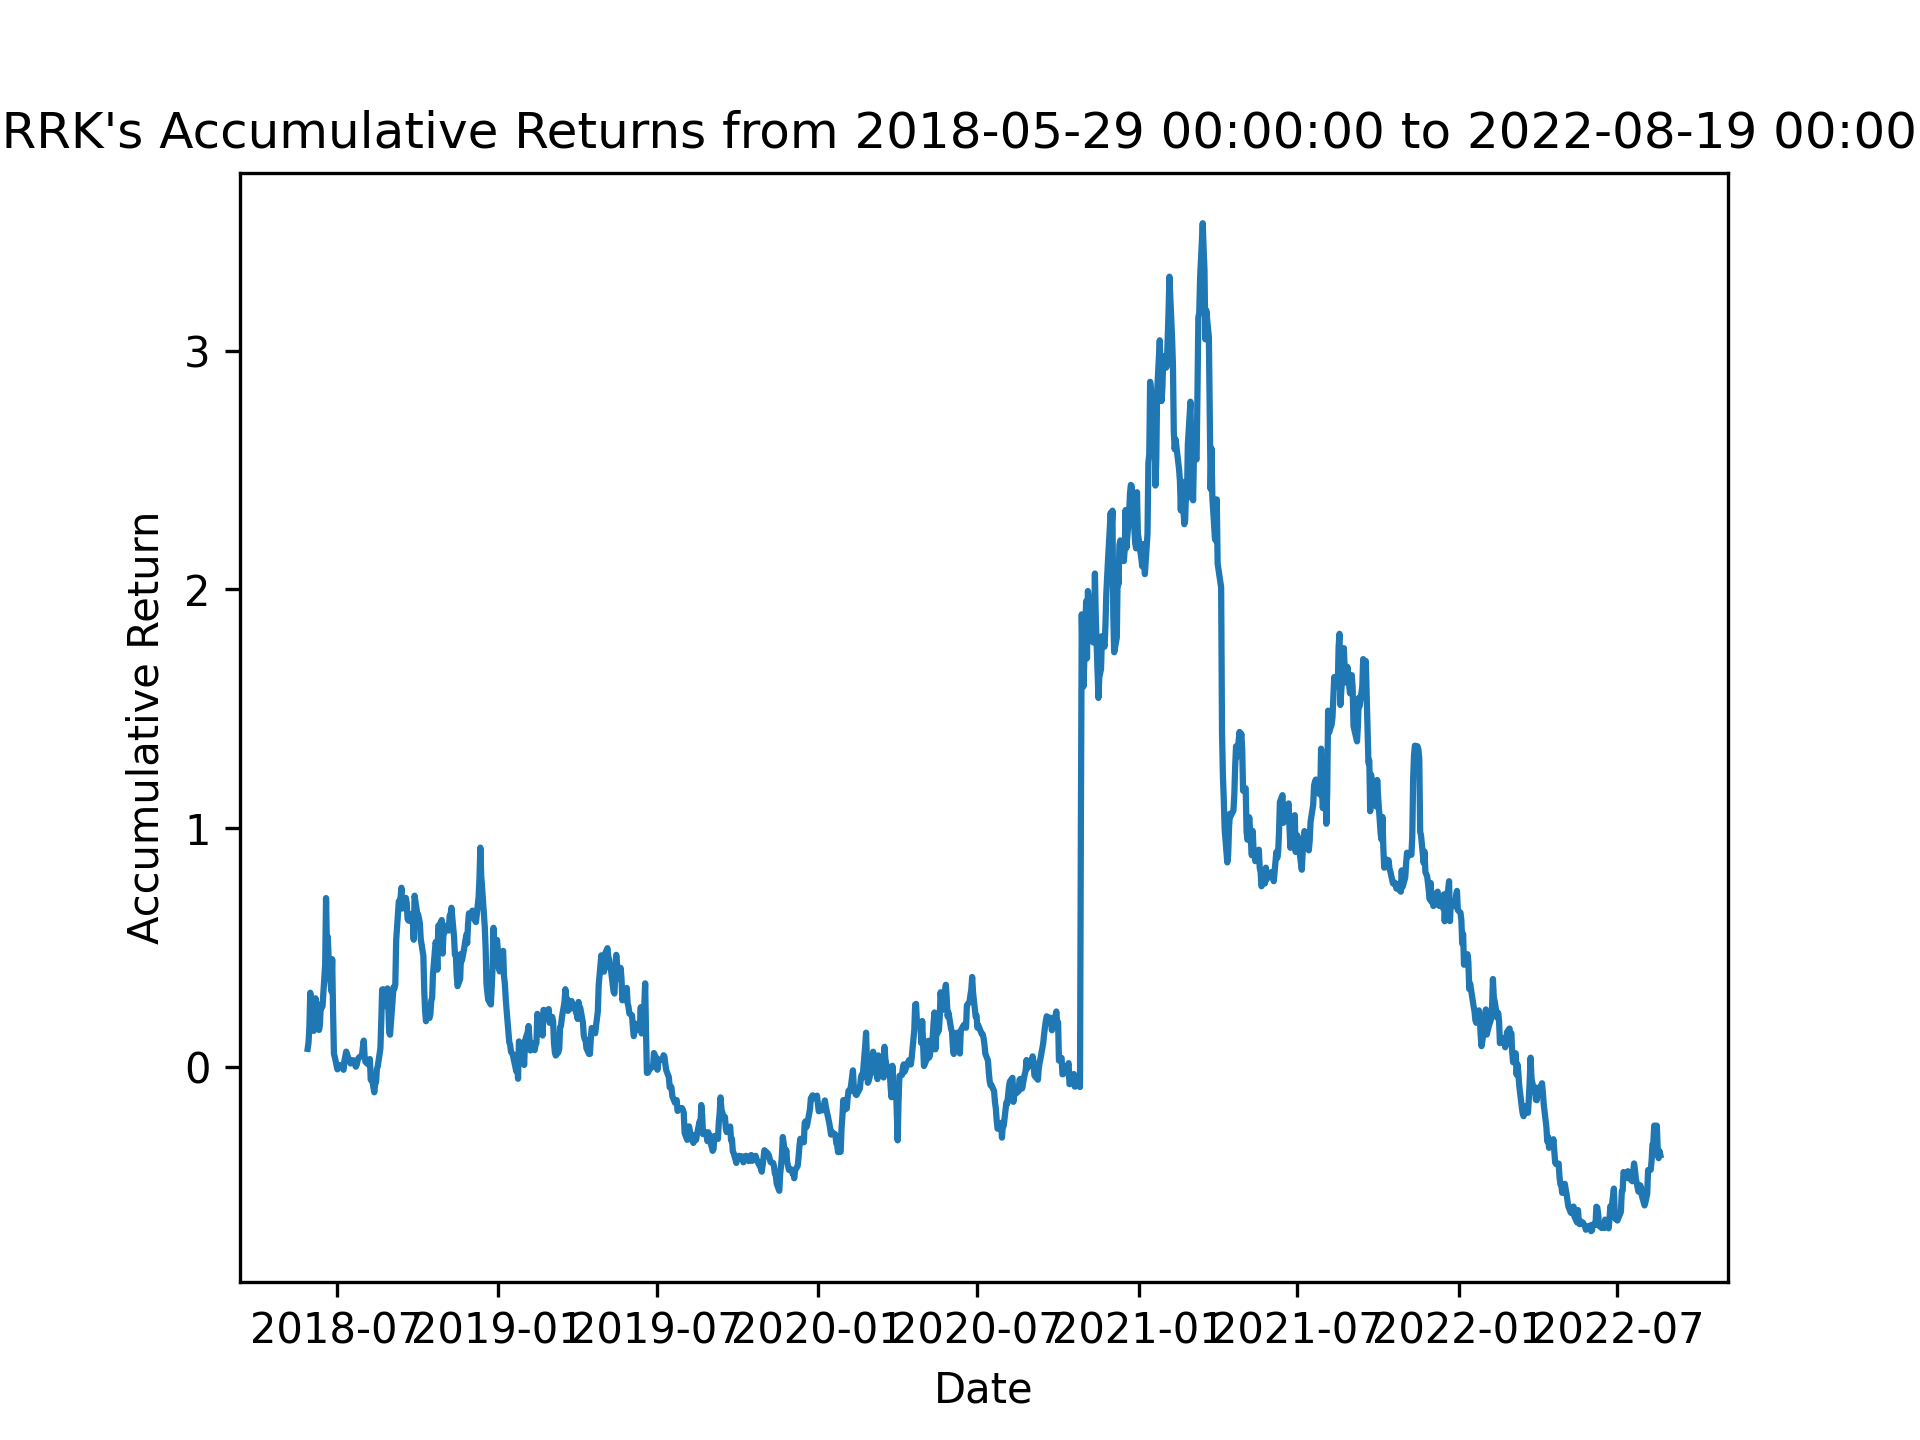 RRK's Accumulative Returns from 2018-05-29 00:00:00 to 2022-08-19 00:00
Accumulative Return
3
2
1
0
2018-07 2019-01 2019-07 2020-01 2020-07 2021-01 2021-07 2022-01 2022-07
Date